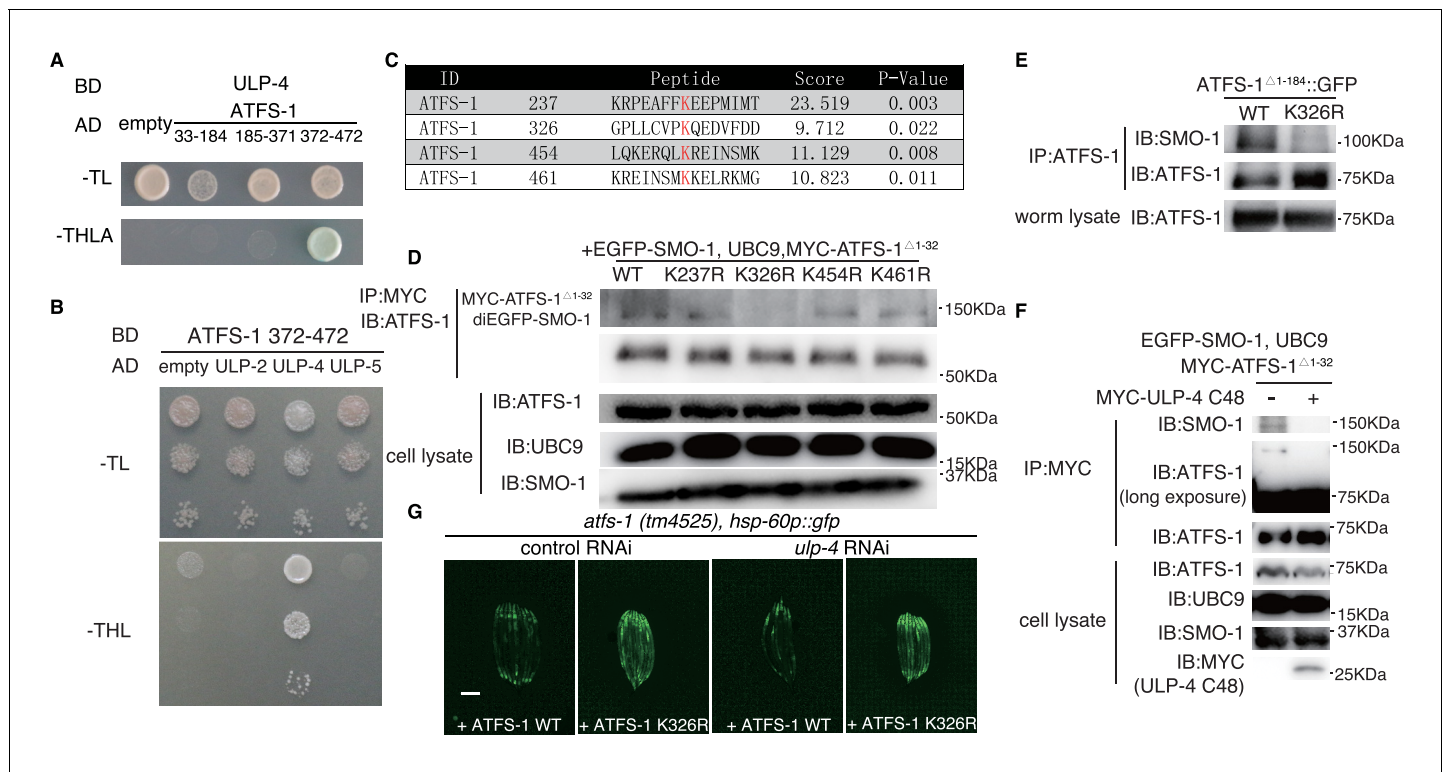 A
BD
ULP-4
ATFS-1
AD
empty
33-184 185-371 372-472
-TL
-THLA
B
BD
ATFS-1 372-472
AD
empty ULP-2 ULP-4 ULP-5
-TL
-THL
C
ID Peptide Score P-Value
ATFS-1 237 KRPEAFFKEEPMIMT 23.519 0.003
ATFS-1 326 GPLLCVPKQEDVFDD 9.712 0.022
ATFS-1 454 LQKERQLKREINSMK 11.129 0.008
ATFS-1 461 KREINSMKKELRKMG 10.823 0.011
D
+EGFP-SMO-1, UBC9,MYC-ATFS-1△1-32
WT K237R K326R K454R K461R
IP:MYC
IB:ATFS-1
MYC-ATFS-1△1-32
diEGFP-SMO-1
-150KDa
-50KDa
cell lysate
IB:ATFS-1
-50KDa
IB:UBC9
-15KDa
IB:SMO-1
-37KDa
E
ATFS-1△1-184::GFP
WT K326R
IP:ATFS-1
IB:SMO-1
-100KDa
IB:ATFS-1
-75KDa
worm lysate IB:ATFS-1
-75KDa
F
EGFP-SMO-1, UBC9
MYC-ATFS-1△1-32
MYC-ULP-4 C48 - +
IP:MYC
IB:SMO-1
-150KDa
-150KDa
IB:ATFS-1
(long exposure)
-75KDa
IB:ATFS-1
-75KDa
cell lysate
IB:ATFS-1
-75KDa
IB:UBC9
-15KDa
IB:SMO-1
-37KDa
IB:MYC
(ULP-4 C48)
-25KDa
G
atfs-1 (tm4525), hsp-60p::gfp
control RNAi ulp-4 RNAi
+ ATFS-1 WT + ATFS-1 K326R + ATFS-1 WT + ATFS-1 K326R